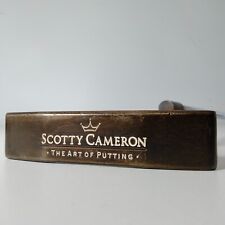 SCOTTY CAMERON
• THE ART OF PUTTING •